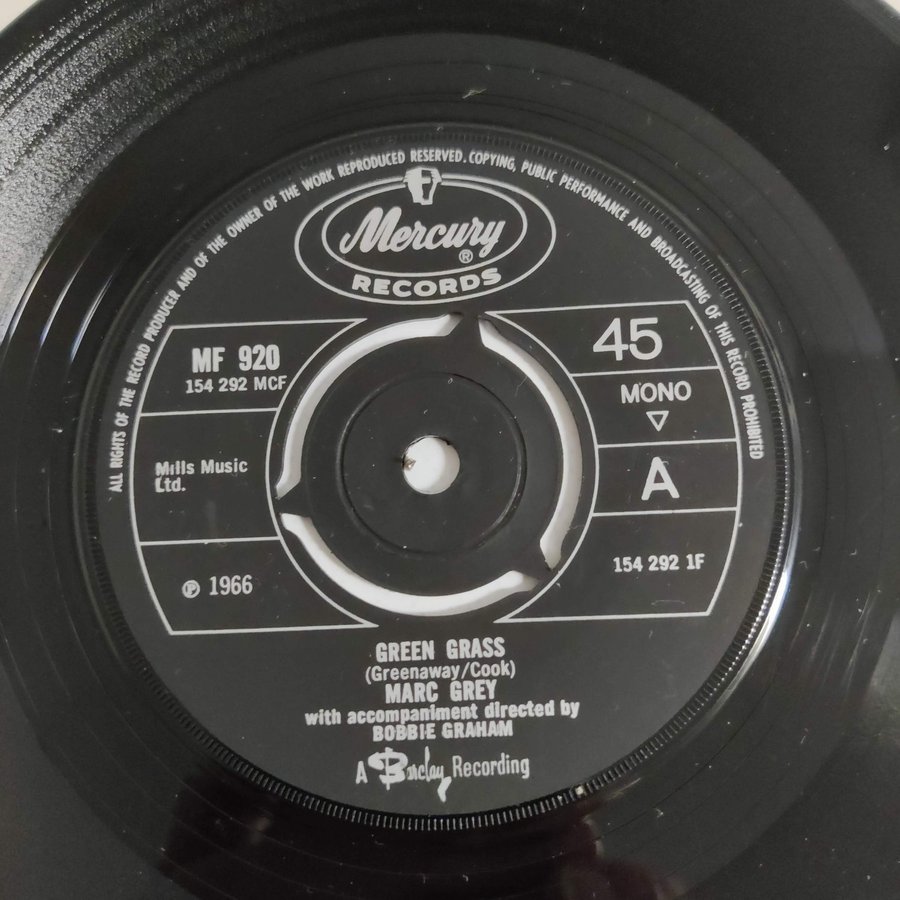 ALL RIGHTS OF THE RECORD PRODUCER AND OF THE OWNER OF THE WORK REPRODUCED RESERVED. COPYING, PUBLIC PERFORMANCE AND BROADCASTING OF THIS RECORD PROHIBITED
Mercury
®
RECORDS
MF 920
154 292 MCF
45
MONO
A
Mills Music
Ltd.
℗ 1966
154 292 1F
GREEN GRASS
(Greenaway/Cook)
MARC GREY
with accompaniment directed by
BOBBIE GRAHAM
A Barclay Recording